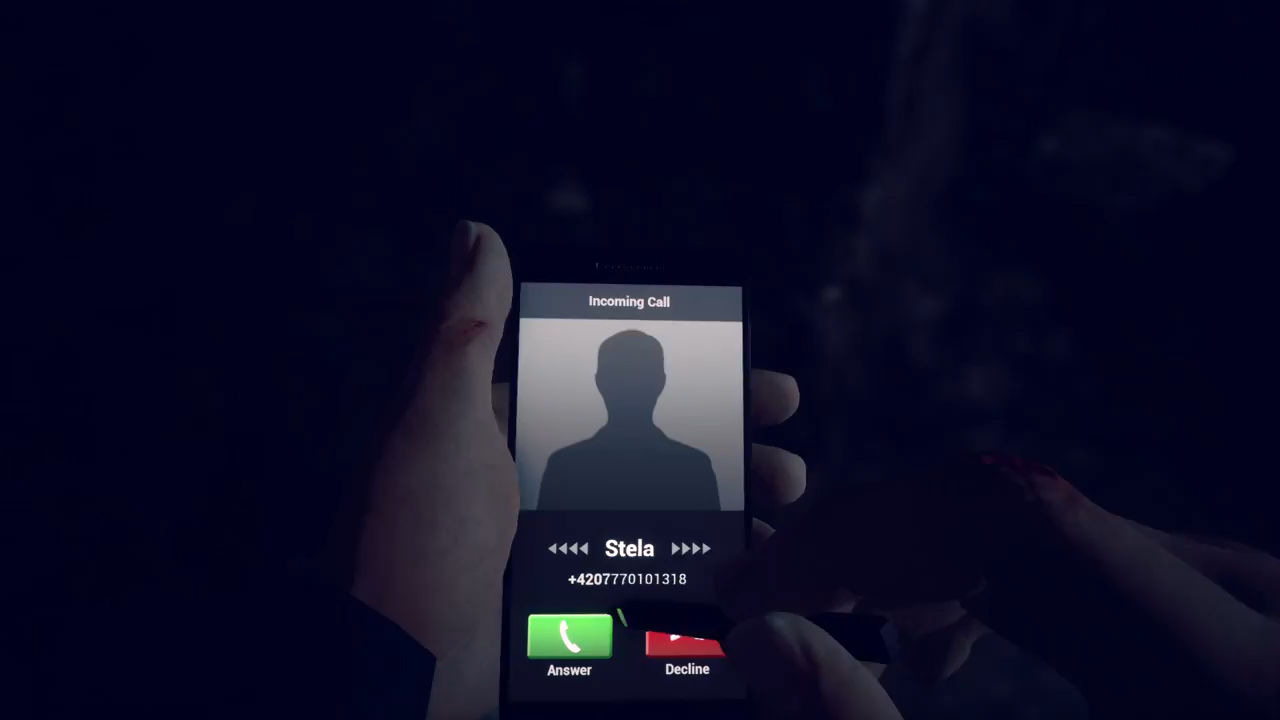 Incoming Call
Stela
+4207770101318
Answer
Decline